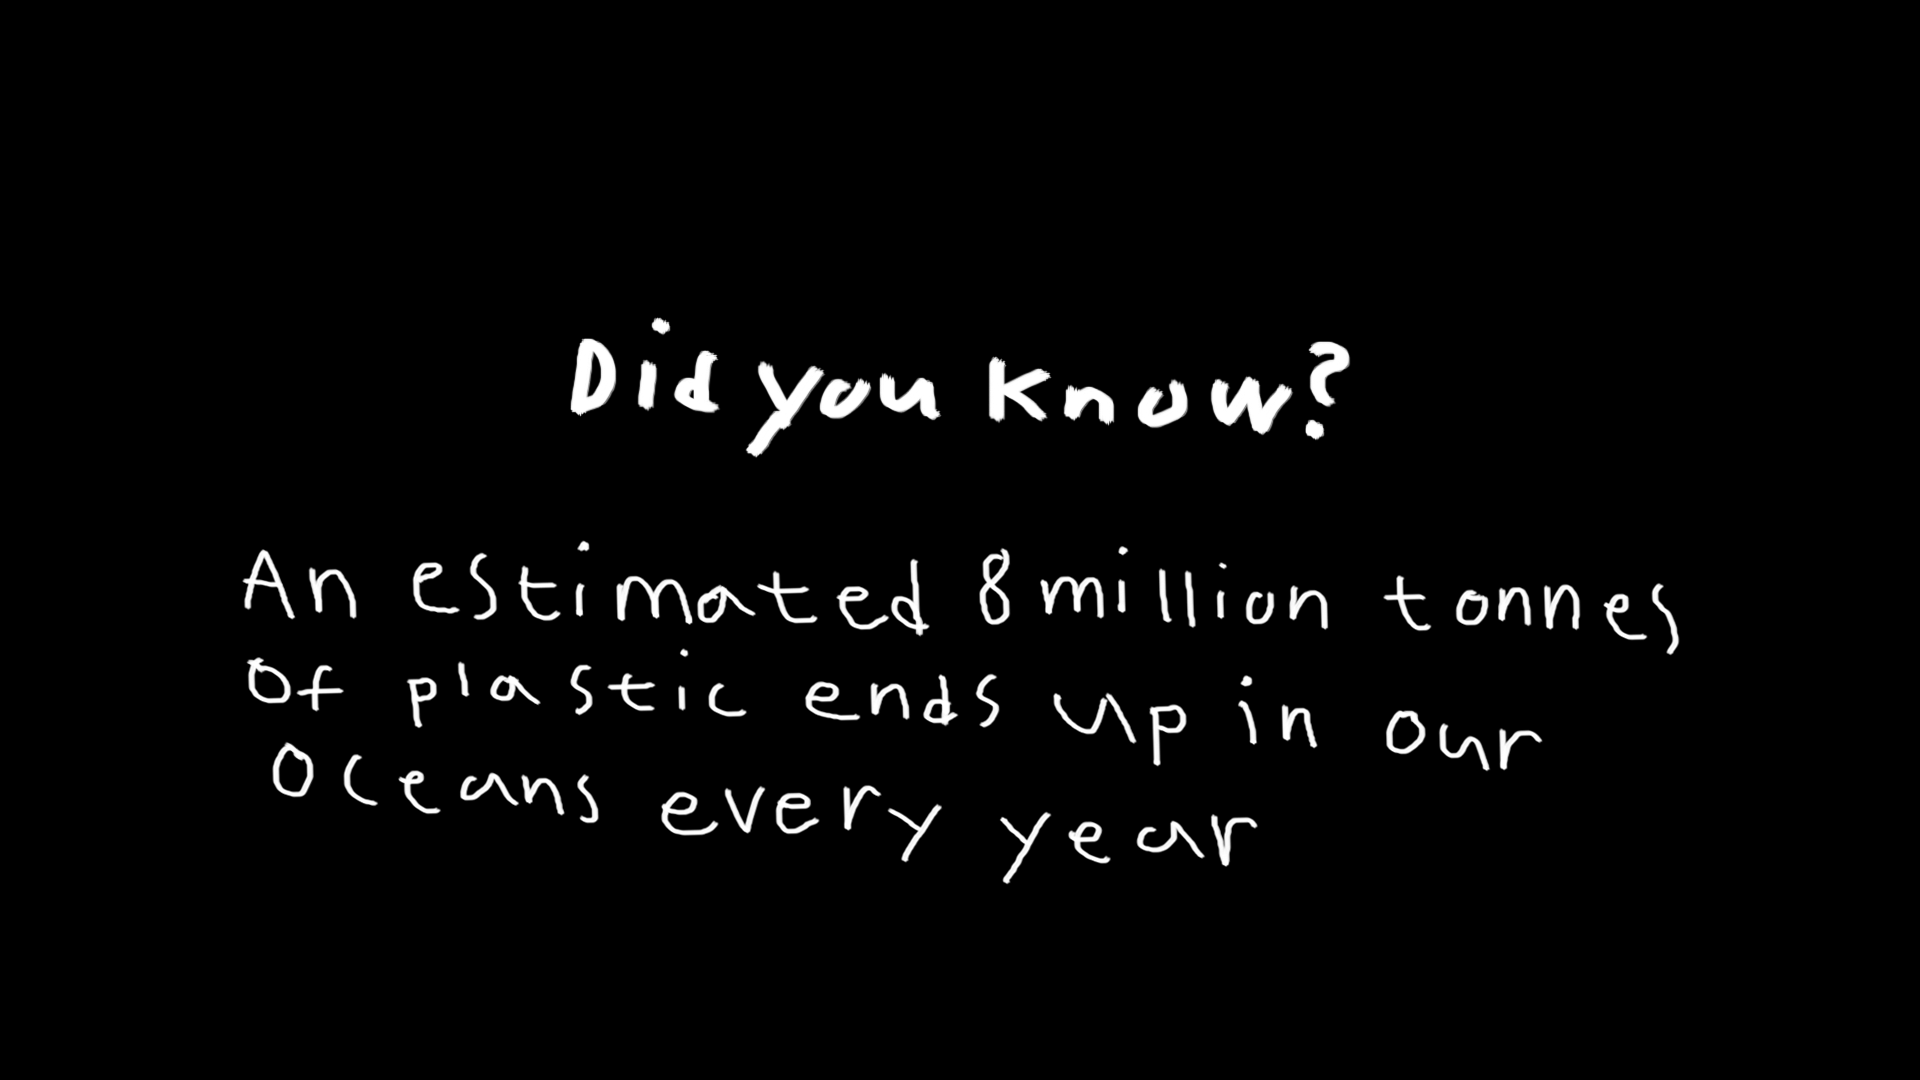 Did you know?
An estimated 8 million tonnes
of plastic ends up in our
oceans every year